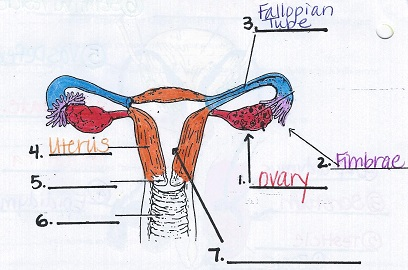 3. Fallopian
Tube
4. Uterus
2. Fimbrae
5.
1. ovary
6.
7.